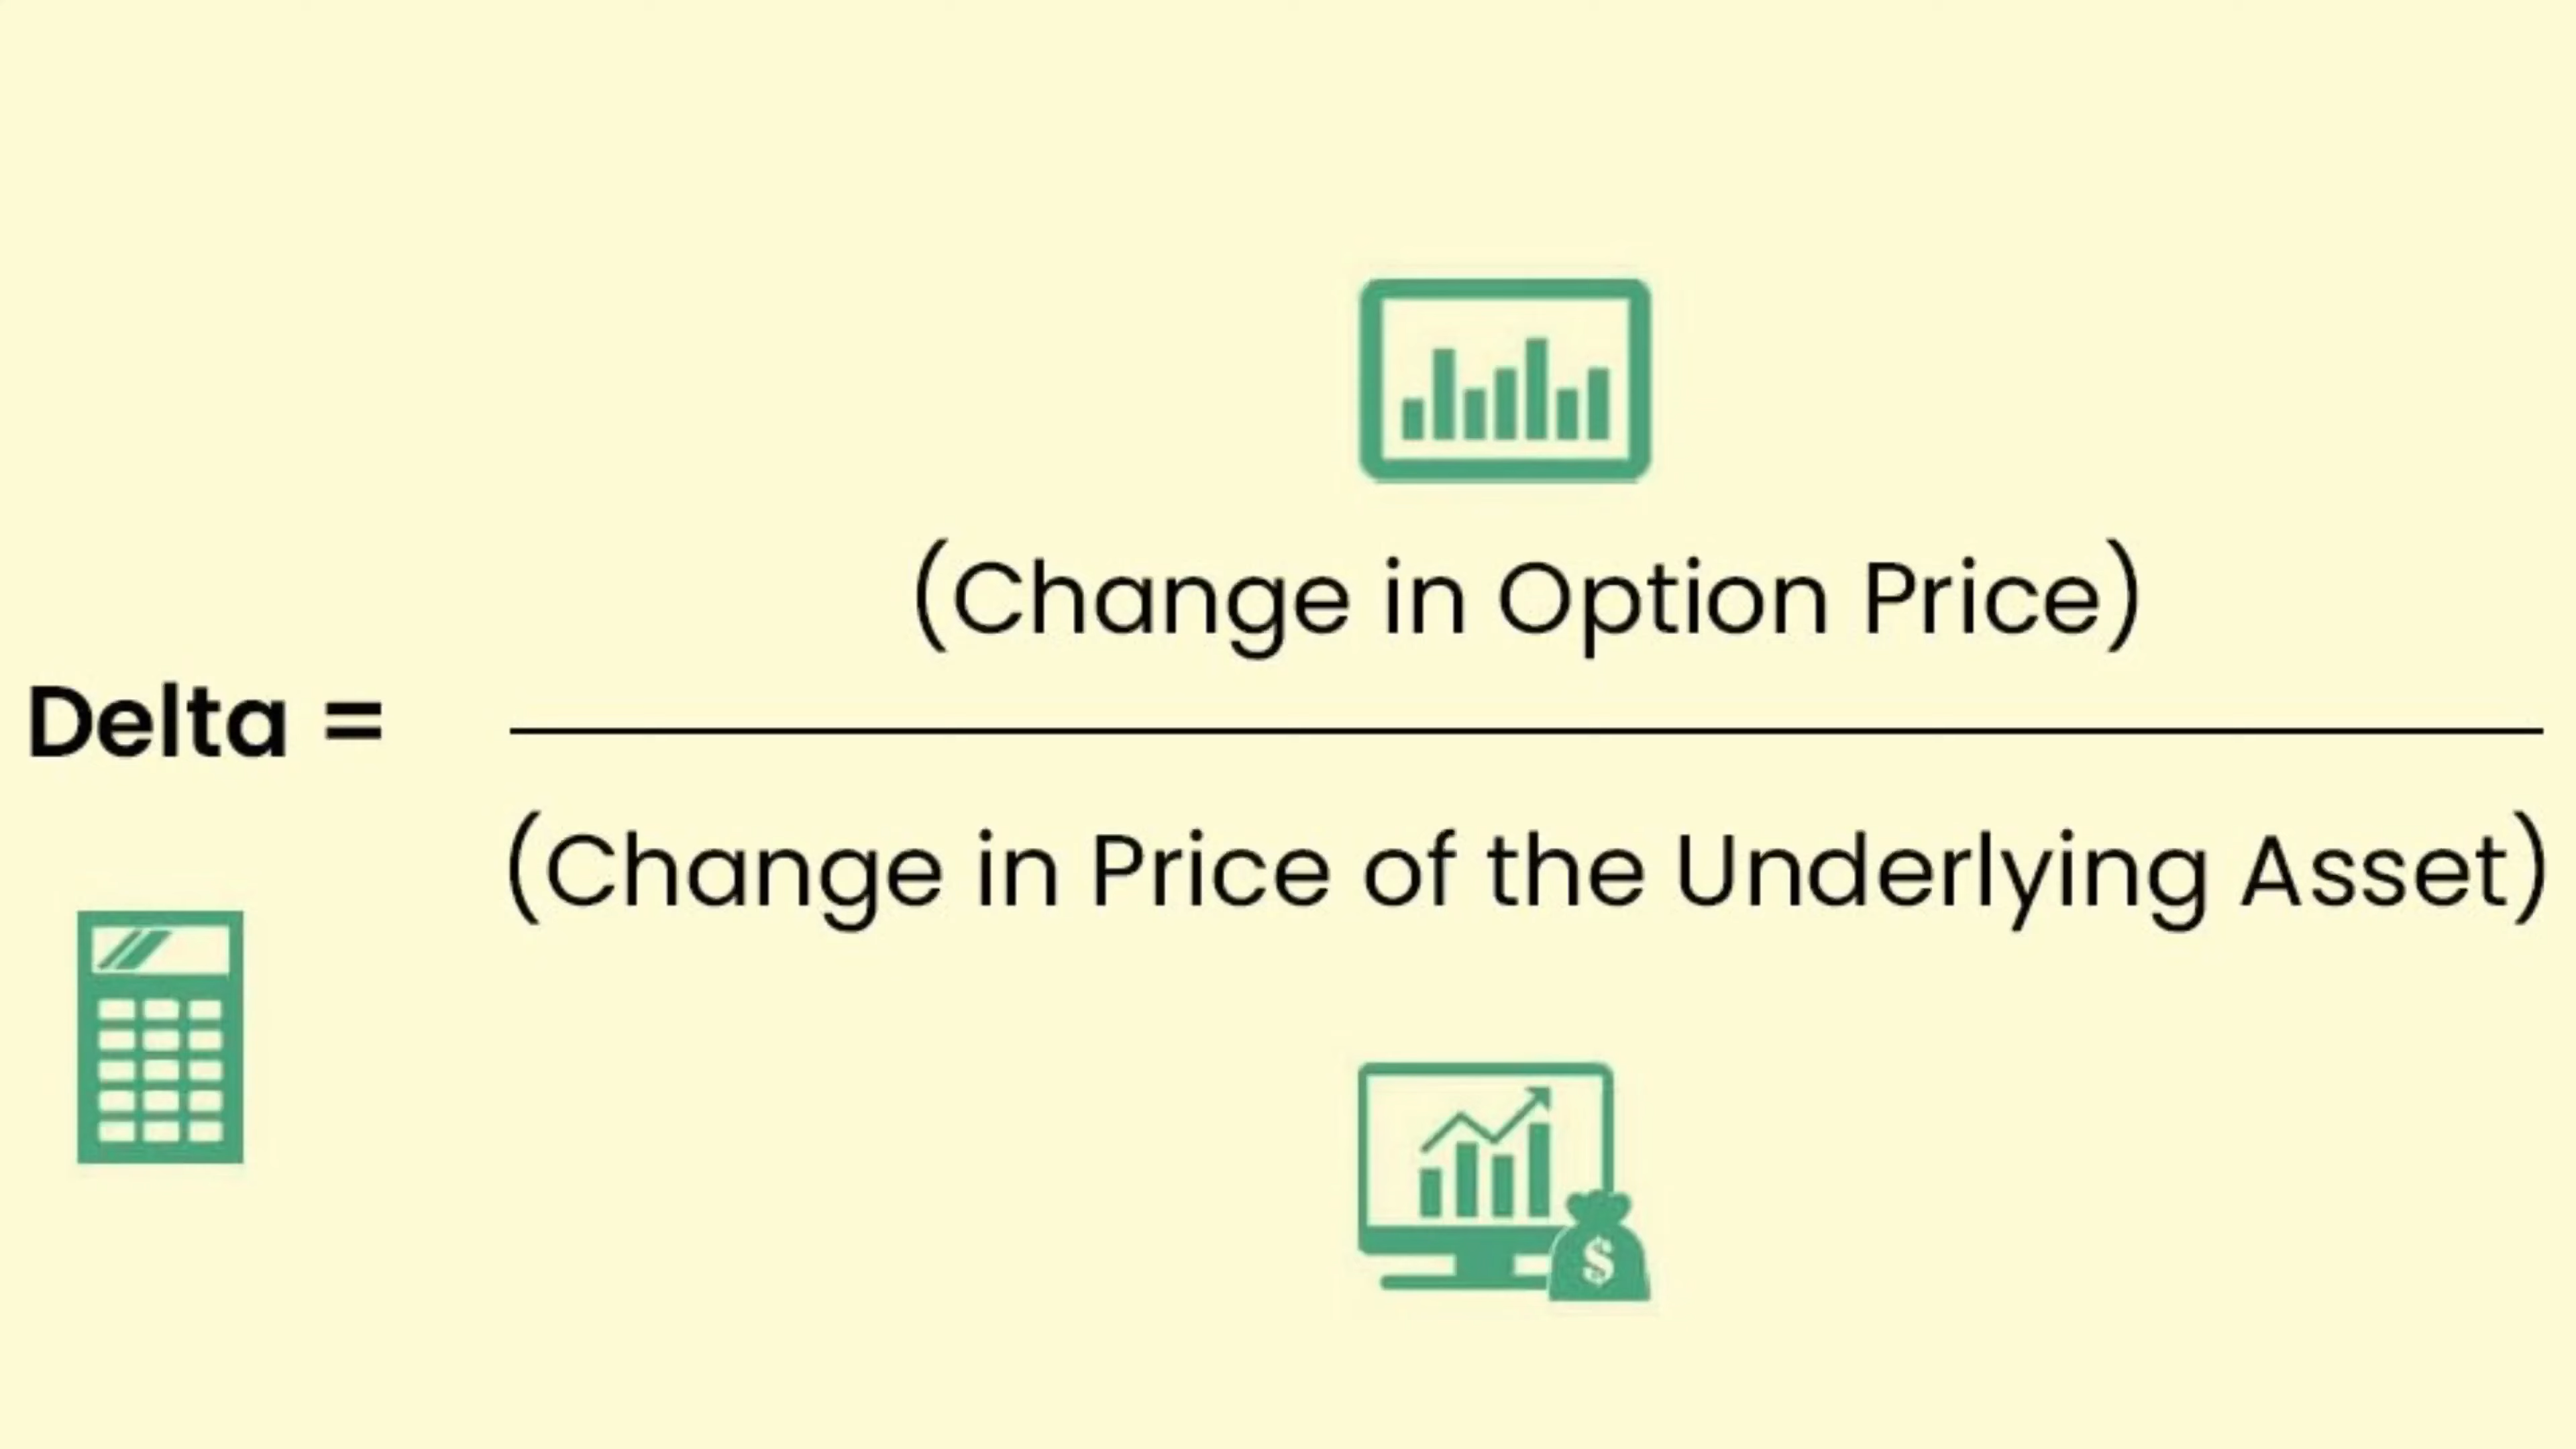 (Change in Option Price)
Delta =
(Change in Price of the Underlying Asset)
$